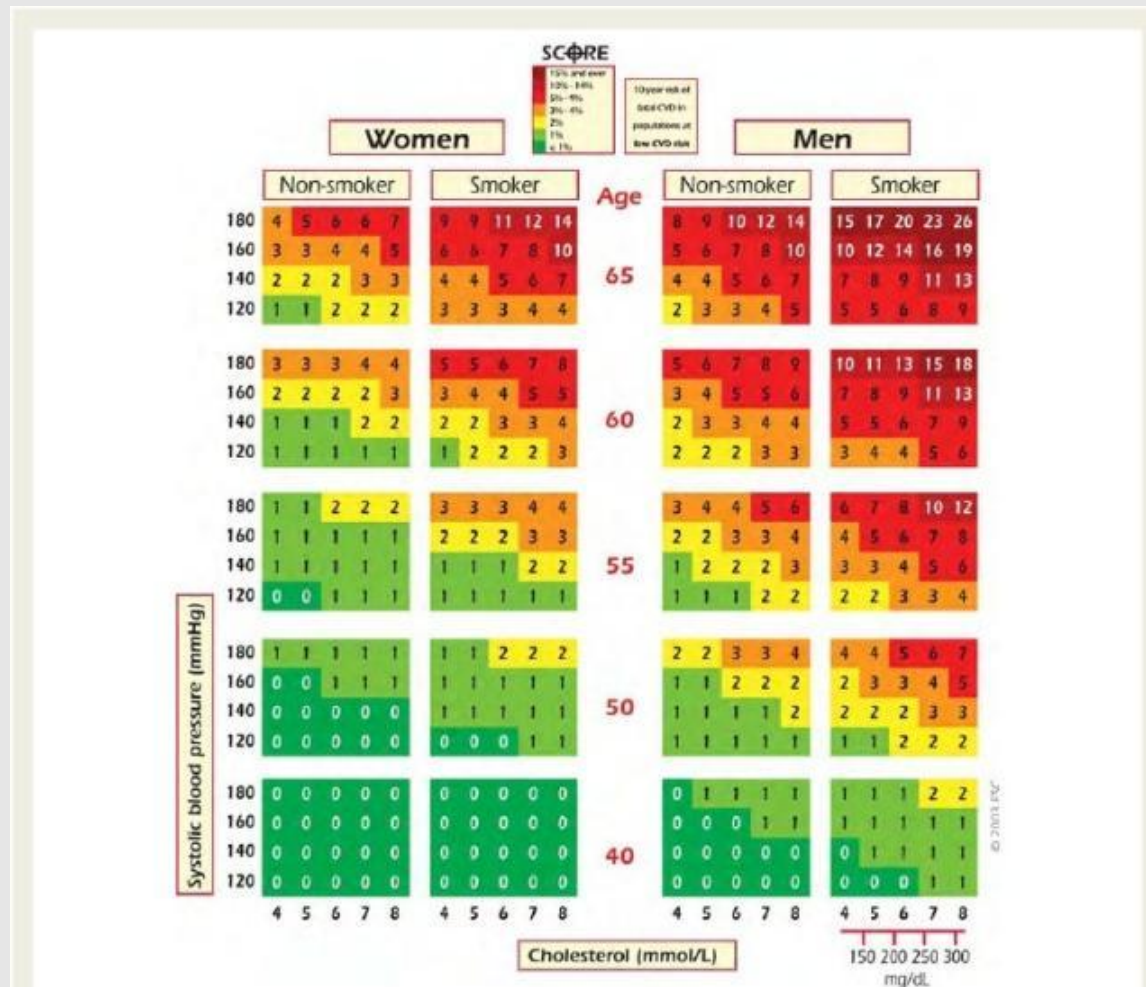 SCORE
15% and over
10% - 14%
5% - 9%
3% - 4%
2%
1%
< 1%
10-year risk of
fatal CVD in
populations at
low CVD risk
Women
Men
Non-smoker
Smoker
Age
Non-smoker
Smoker
180 4 5 6 6 7 9 9 11 12 14 8 9 10 12 14 15 17 20 23 26
160 3 3 4 4 5 6 6 7 8 10 5 6 7 8 10 10 12 14 16 19
65
140 2 2 2 3 3 4 4 5 6 7 4 4 5 6 7 7 8 9 11 13
120 1 1 2 2 2 3 3 3 4 4 2 3 3 4 5 5 5 6 8 9
180 3 3 3 4 4 5 5 6 7 8 5 6 7 8 9 10 11 13 15 18
160 2 2 2 2 3 3 4 4 5 5 3 4 5 5 6 7 8 9 11 13
60
140 1 1 1 2 2 2 2 3 3 4 2 3 3 4 4 5 5 6 7 9
120 1 1 1 1 1 1 2 2 2 3 2 2 2 3 3 3 4 4 5 6
180 1 1 2 2 2 3 3 3 4 4 3 4 4 5 6 6 7 8 10 12
160 1 1 1 1 1 2 2 2 3 3 2 2 3 3 4 4 5 6 7 8
55
140 1 1 1 1 1 1 1 1 2 2 1 2 2 2 3 3 3 4 5 6
120 0 0 1 1 1 1 1 1 1 1 1 1 1 2 2 2 2 3 3 4
180 1 1 1 1 1 1 1 2 2 2 2 2 3 3 4 4 4 5 6 7
160 0 0 1 1 1 1 1 1 1 1 1 1 2 2 2 2 3 3 4 5
50
140 0 0 0 0 0 1 1 1 1 1 1 1 1 1 2 2 2 2 3 3
120 0 0 0 0 0 0 0 0 1 1 1 1 1 1 1 1 1 2 2 2
180 0 0 0 0 0 0 0 0 0 0 0 1 1 1 1 1 1 1 2 2
160 0 0 0 0 0 0 0 0 0 0 0 0 0 1 1 1 1 1 1 1
40
140 0 0 0 0 0 0 0 0 0 0 0 0 0 0 0 0 1 1 1 1
120 0 0 0 0 0 0 0 0 0 0 0 0 0 0 0 0 0 0 1 1
4 5 6 7 8 4 5 6 7 8 4 5 6 7 8 4 5 6 7 8
Systolic blood pressure (mmHg)
Cholesterol (mmol/L)
150 200 250 300
mg/dL
© 2003